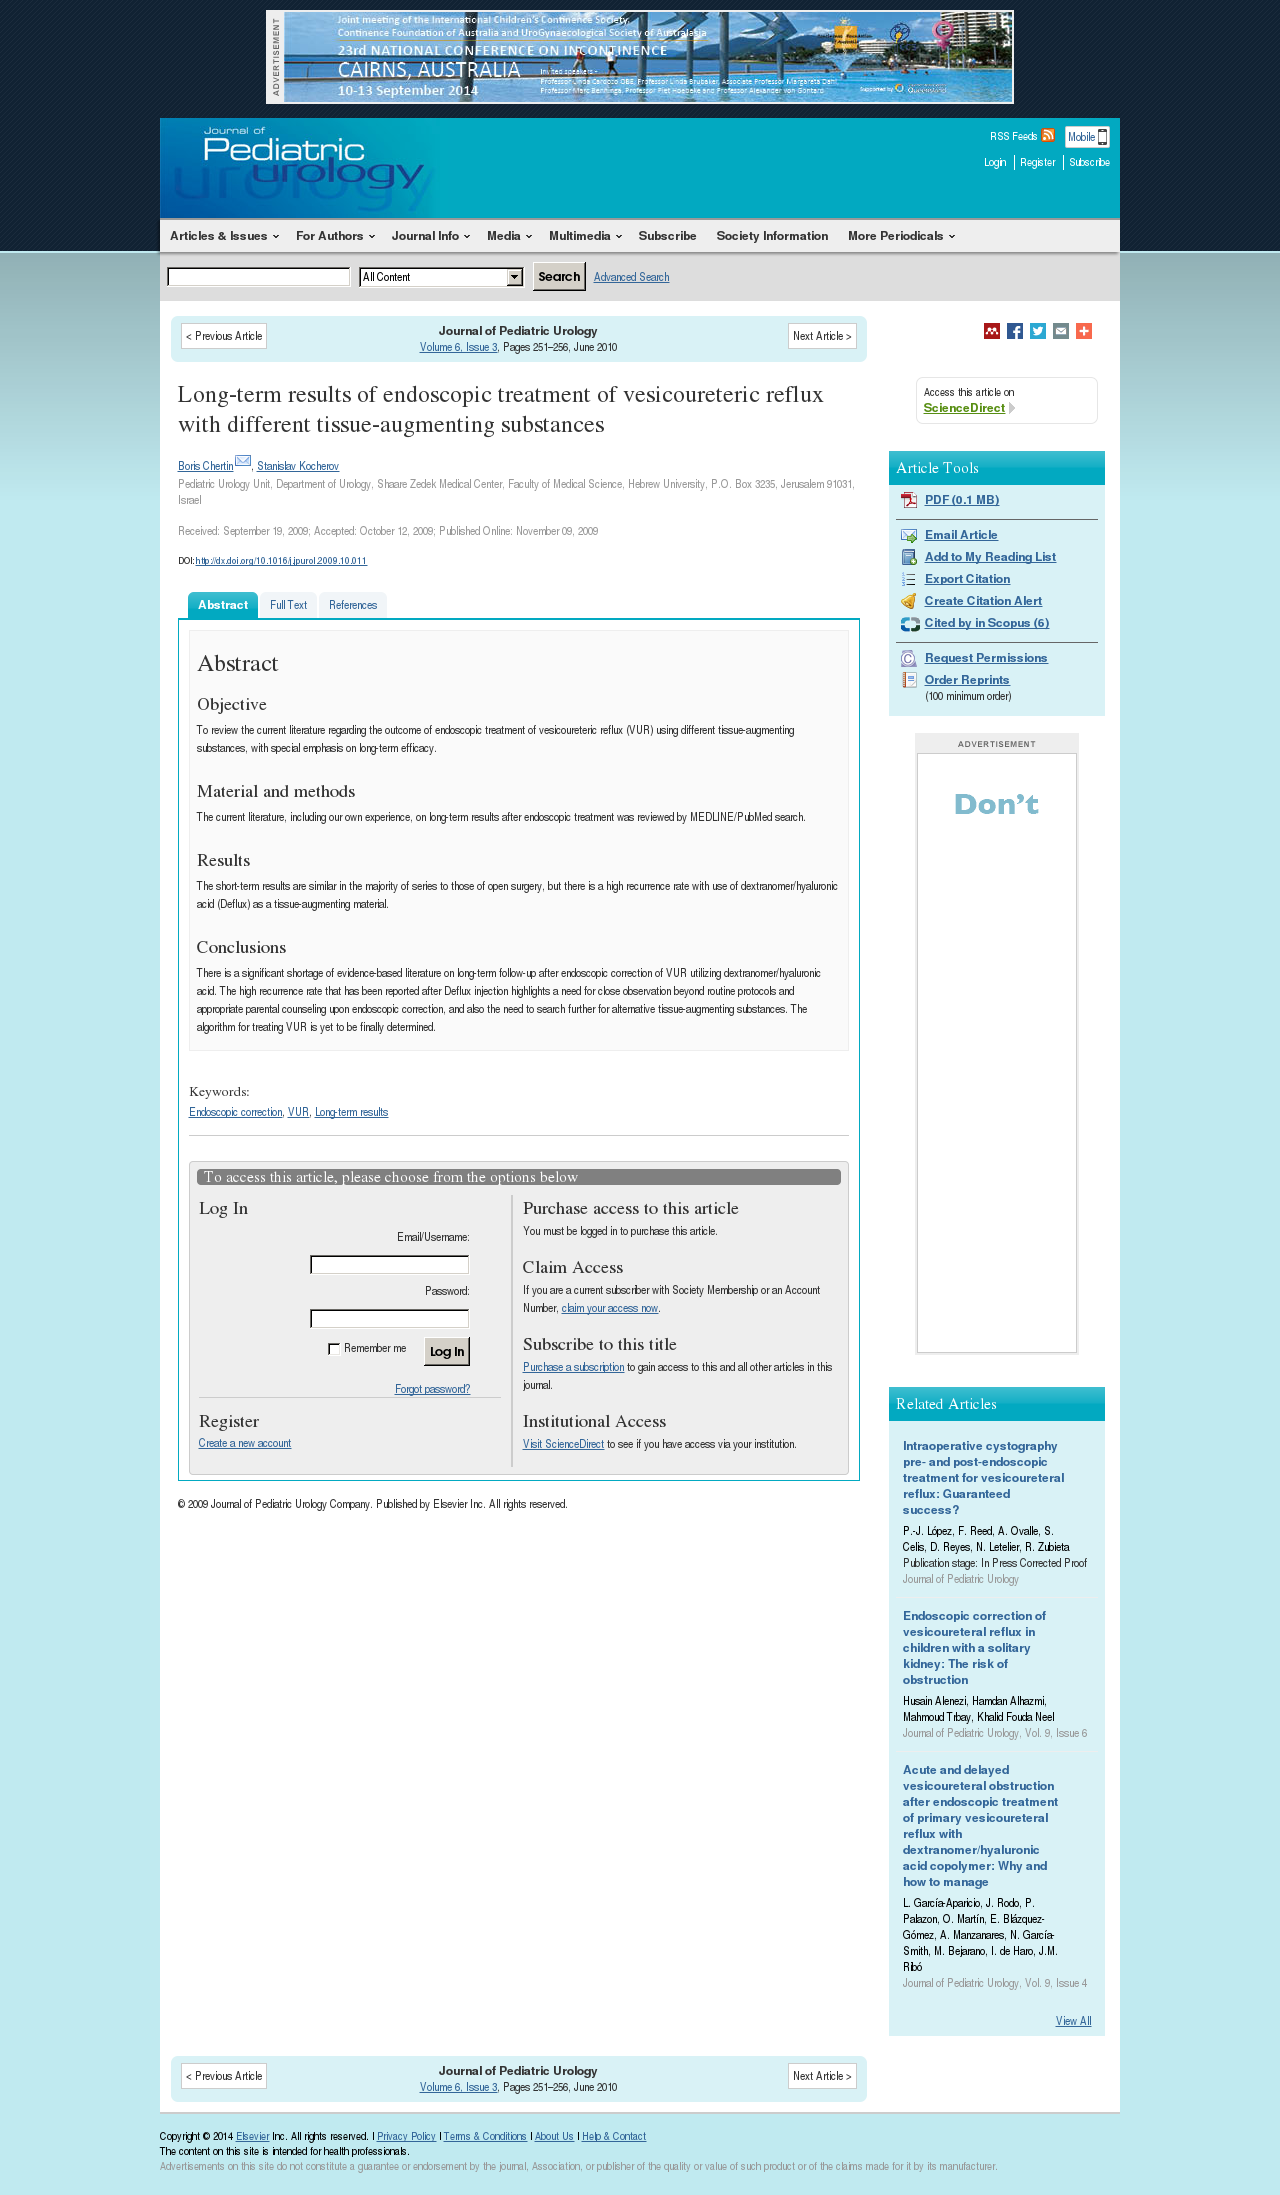 ADVERTISEMENT
Joint meeting of the International Children's Continence Society,
Continence Foundation of Australia and UroGynaecological Society of Australasia
23rd NATIONAL CONFERENCE ON INCONTINENCE
CAIRNS, AUSTRALIA
10-13 September 2014
Invited speakers -
Professor Linda Cardozo OBE, Professor Linda Brubaker, Associate Professor Margareta Dahl,
Professor Marc Benninga, Professor Piet Hoebeke and Professor Alexander von Gontard
Supported by
Queensland
Journal of
Pediatric
urology
RSS Feeds
Mobile
Login
Register
Subscribe
Articles & Issues
For Authors
Journal Info
Media
Multimedia
Subscribe
Society Information
More Periodicals
All Content
Search
Advanced Search
< Previous Article
Journal of Pediatric Urology
Next Article >
Volume 6, Issue 3, Pages 251–256, June 2010
Long-term results of endoscopic treatment of vesicoureteric reflux
with different tissue-augmenting substances
Boris Chertin, Stanislav Kocherov
Pediatric Urology Unit, Department of Urology, Shaare Zedek Medical Center, Faculty of Medical Science, Hebrew University, P.O. Box 3235, Jerusalem 91031,
Israel
Received: September 19, 2009; Accepted: October 12, 2009; Published Online: November 09, 2009
DOI: http://dx.doi.org/10.1016/j.jpurol.2009.10.011
Abstract
Full Text
References
Abstract
Objective
To review the current literature regarding the outcome of endoscopic treatment of vesicoureteric reflux (VUR) using different tissue-augmenting
substances, with special emphasis on long-term efficacy.
Material and methods
The current literature, including our own experience, on long-term results after endoscopic treatment was reviewed by MEDLINE/PubMed search.
Results
The short-term results are similar in the majority of series to those of open surgery, but there is a high recurrence rate with use of dextranomer/hyaluronic
acid (Deflux) as a tissue-augmenting material.
Conclusions
There is a significant shortage of evidence-based literature on long-term follow-up after endoscopic correction of VUR utilizing dextranomer/hyaluronic
acid. The high recurrence rate that has been reported after Deflux injection highlights a need for close observation beyond routine protocols and
appropriate parental counseling upon endoscopic correction, and also the need to search further for alternative tissue-augmenting substances. The
algorithm for treating VUR is yet to be finally determined.
Keywords:
Endoscopic correction, VUR, Long-term results
To access this article, please choose from the options below
Log In
Email/Username:
Password:
Remember me
Log In
Forgot password?
Register
Create a new account
Purchase access to this article
You must be logged in to purchase this article.
Claim Access
If you are a current subscriber with Society Membership or an Account
Number, claim your access now.
Subscribe to this title
Purchase a subscription to gain access to this and all other articles in this
journal.
Institutional Access
Visit ScienceDirect to see if you have access via your institution.
© 2009 Journal of Pediatric Urology Company. Published by Elsevier Inc. All rights reserved.
Access this article on
ScienceDirect
Article Tools
PDF (0.1 MB)
Email Article
Add to My Reading List
Export Citation
Create Citation Alert
Cited by in Scopus (6)
Request Permissions
Order Reprints
(100 minimum order)
ADVERTISEMENT
Don't
Related Articles
Intraoperative cystography
pre- and post-endoscopic
treatment for vesicoureteral
reflux: Guaranteed
success?
P.-J. López, F. Reed, A. Ovalle, S.
Celis, D. Reyes, N. Letelier, R. Zubieta
Publication stage: In Press Corrected Proof
Journal of Pediatric Urology
Endoscopic correction of
vesicoureteral reflux in
children with a solitary
kidney: The risk of
obstruction
Husain Alenezi, Hamdan Alhazmi,
Mahmoud Trbay, Khalid Fouda Neel
Journal of Pediatric Urology, Vol. 9, Issue 6
Acute and delayed
vesicoureteral obstruction
after endoscopic treatment
of primary vesicoureteral
reflux with
dextranomer/hyaluronic
acid copolymer: Why and
how to manage
L. García-Aparicio, J. Rodo, P.
Palazon, O. Martín, E. Blázquez-
Gómez, A. Manzanares, N. García-
Smith, M. Bejarano, I. de Haro, J.M.
Ribó
Journal of Pediatric Urology, Vol. 9, Issue 4
View All
< Previous Article
Journal of Pediatric Urology
Next Article >
Volume 6, Issue 3, Pages 251–256, June 2010
Copyright © 2014 Elsevier Inc. All rights reserved. | Privacy Policy | Terms & Conditions | About Us | Help & Contact
The content on this site is intended for health professionals.
Advertisements on this site do not constitute a guarantee or endorsement by the journal, Association, or publisher of the quality or value of such product or of the claims made for it by its manufacturer.